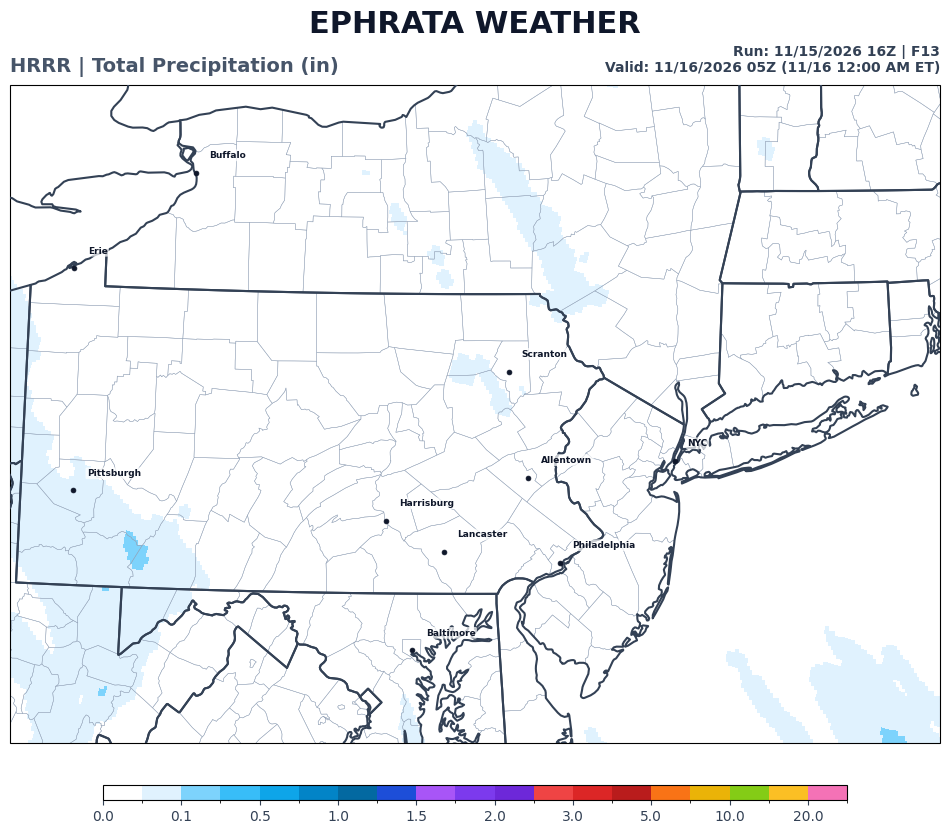 EPHRATA WEATHER
HRRR | Total Precipitation (in)
Run: 11/15/2026 16Z | F13
Valid: 11/16/2026 05Z (11/16 12:00 AM ET)
Buffalo
Erie
Scranton
NYC
Allentown
Pittsburgh
Harrisburg
Lancaster
Philadelphia
Baltimore
0.0 0.1 0.5 1.0 1.5 2.0 3.0 5.0 10.0 20.0